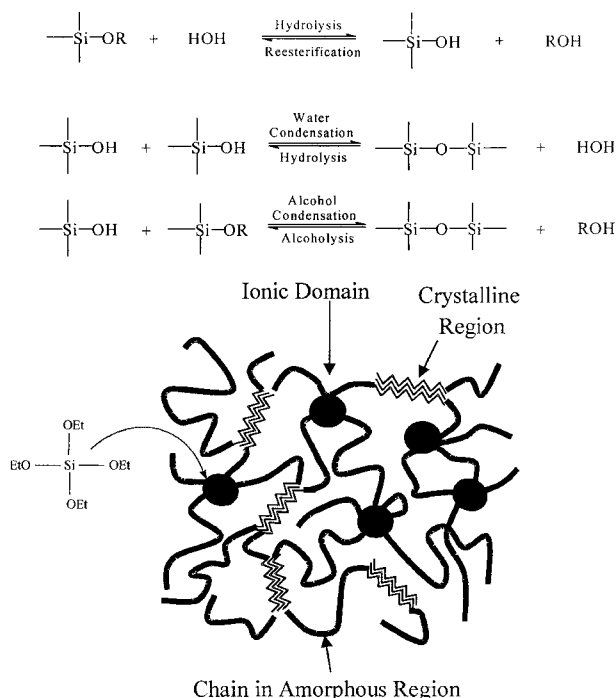 Si—OR + HOH Hydrolysis Reesterification Si—OH + ROH
Si—OH + Si—OH Water Condensation Hydrolysis Si—O—Si + HOH
Si—OH + Si—OR Alcohol Condensation Alcoholysis Si—O—Si + ROH
Ionic Domain
Crystalline
Region
OEt
EtO—Si—OEt
OEt
Chain in Amorphous Region